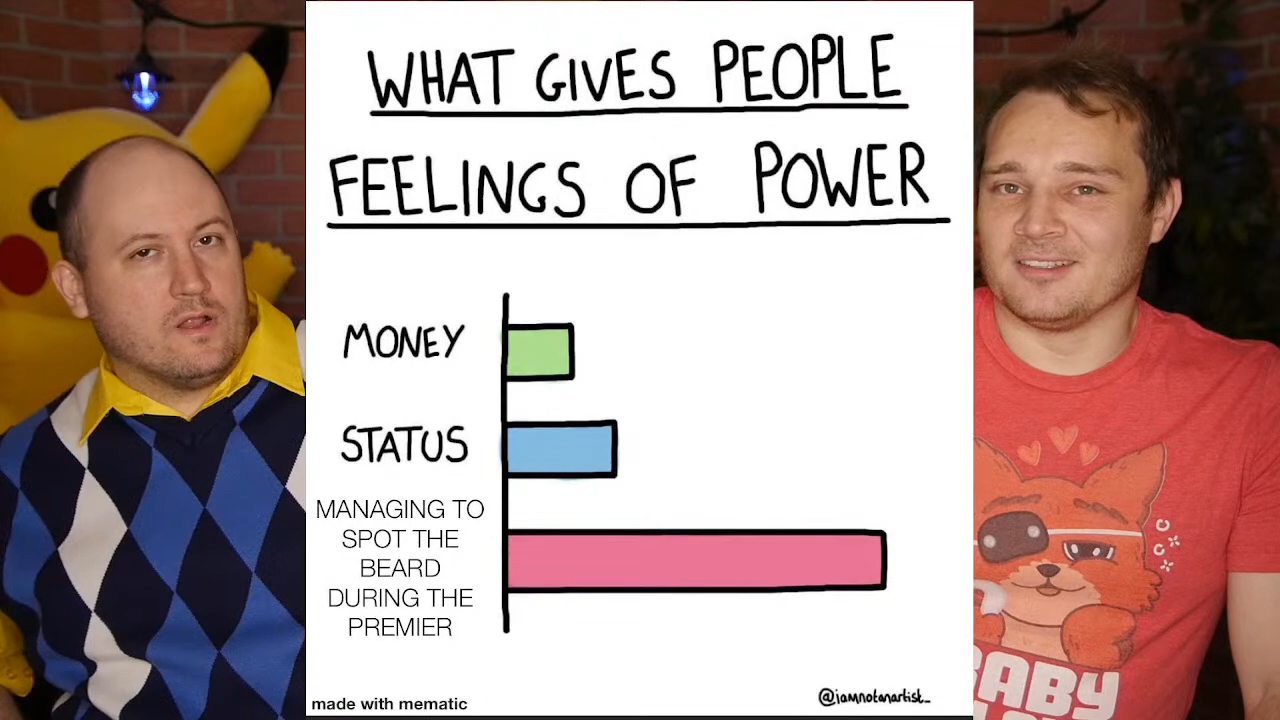 WHAT GIVES PEOPLE
FEELINGS OF POWER
MONEY
STATUS
MANAGING TO
SPOT THE
BEARD
DURING THE
PREMIER
made with mematic
@iamnotanartist_
BABY